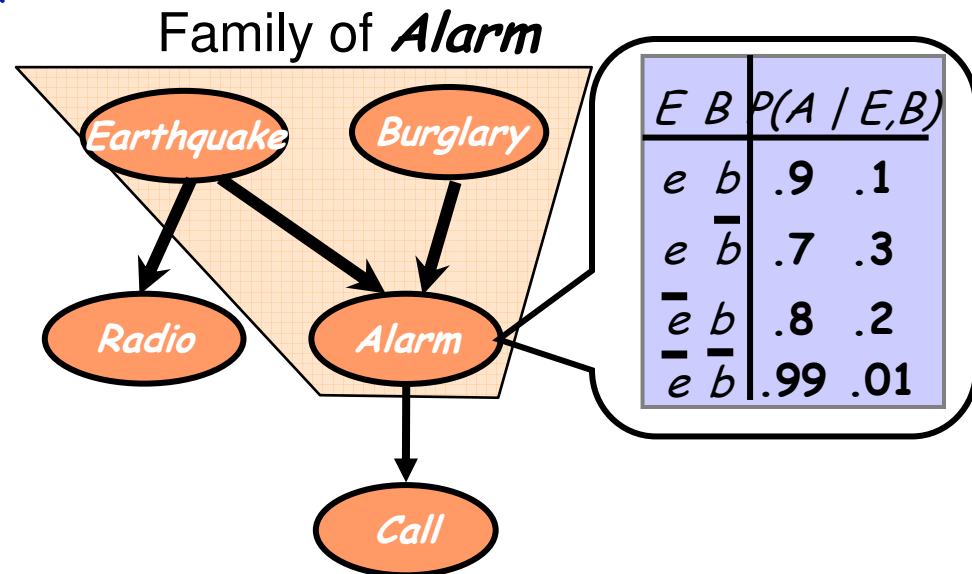 Family of Alarm
Earthquake
Burglary
Radio
Alarm
Call
E B P(A | E,B)
e b .9 .1
e b̅ .7 .3
e̅ b .8 .2
e̅ b̅ .99 .01